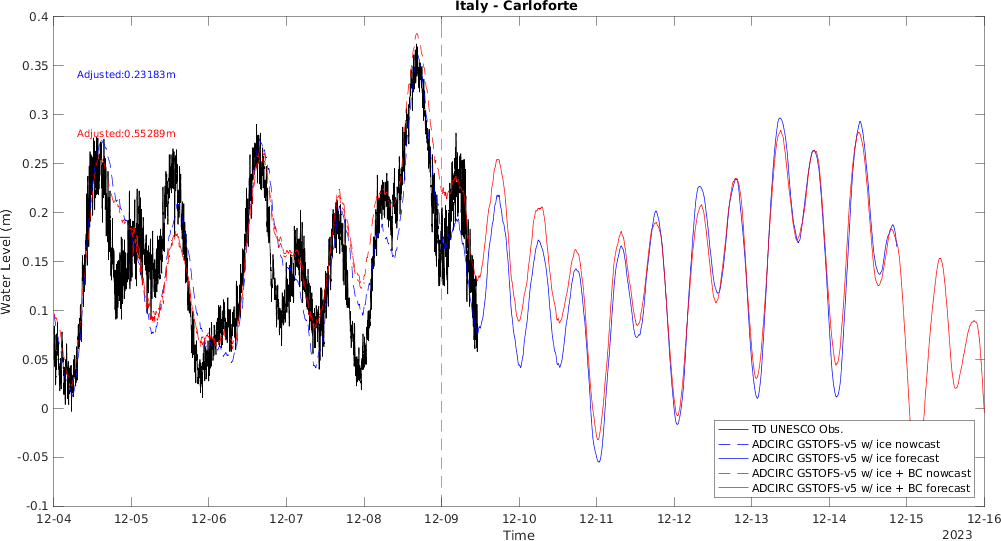 Italy - Carloforte
Water Level (m)
0.4
0.35
0.3
0.25
0.2
0.15
0.1
0.05
0
-0.05
-0.1
Adjusted:0.23183m
Adjusted:0.55289m
TD UNESCO Obs.
ADCIRC GSTOFS-v5 w/ ice nowcast
ADCIRC GSTOFS-v5 w/ ice forecast
ADCIRC GSTOFS-v5 w/ ice + BC nowcast
ADCIRC GSTOFS-v5 w/ ice + BC forecast
12-04 12-05 12-06 12-07 12-08 12-09 12-10 12-11 12-12 12-13 12-14 12-15 12-16
Time
2023